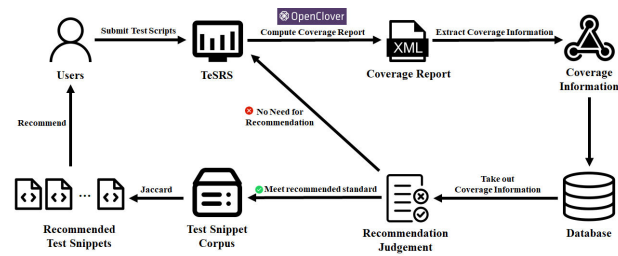 OpenClover
Submit Test Scripts
Compute Coverage Report
Extract Coverage Information
XML
Users
TeSRS
Coverage Report
Coverage
Information
Recommend
No Need for
Recommendation
Take out
Coverage Information
Jaccard
Meet recommended standard
...
Recommended
Test Snippets
Test Snippet
Corpus
Recommendation
Judgement
Database